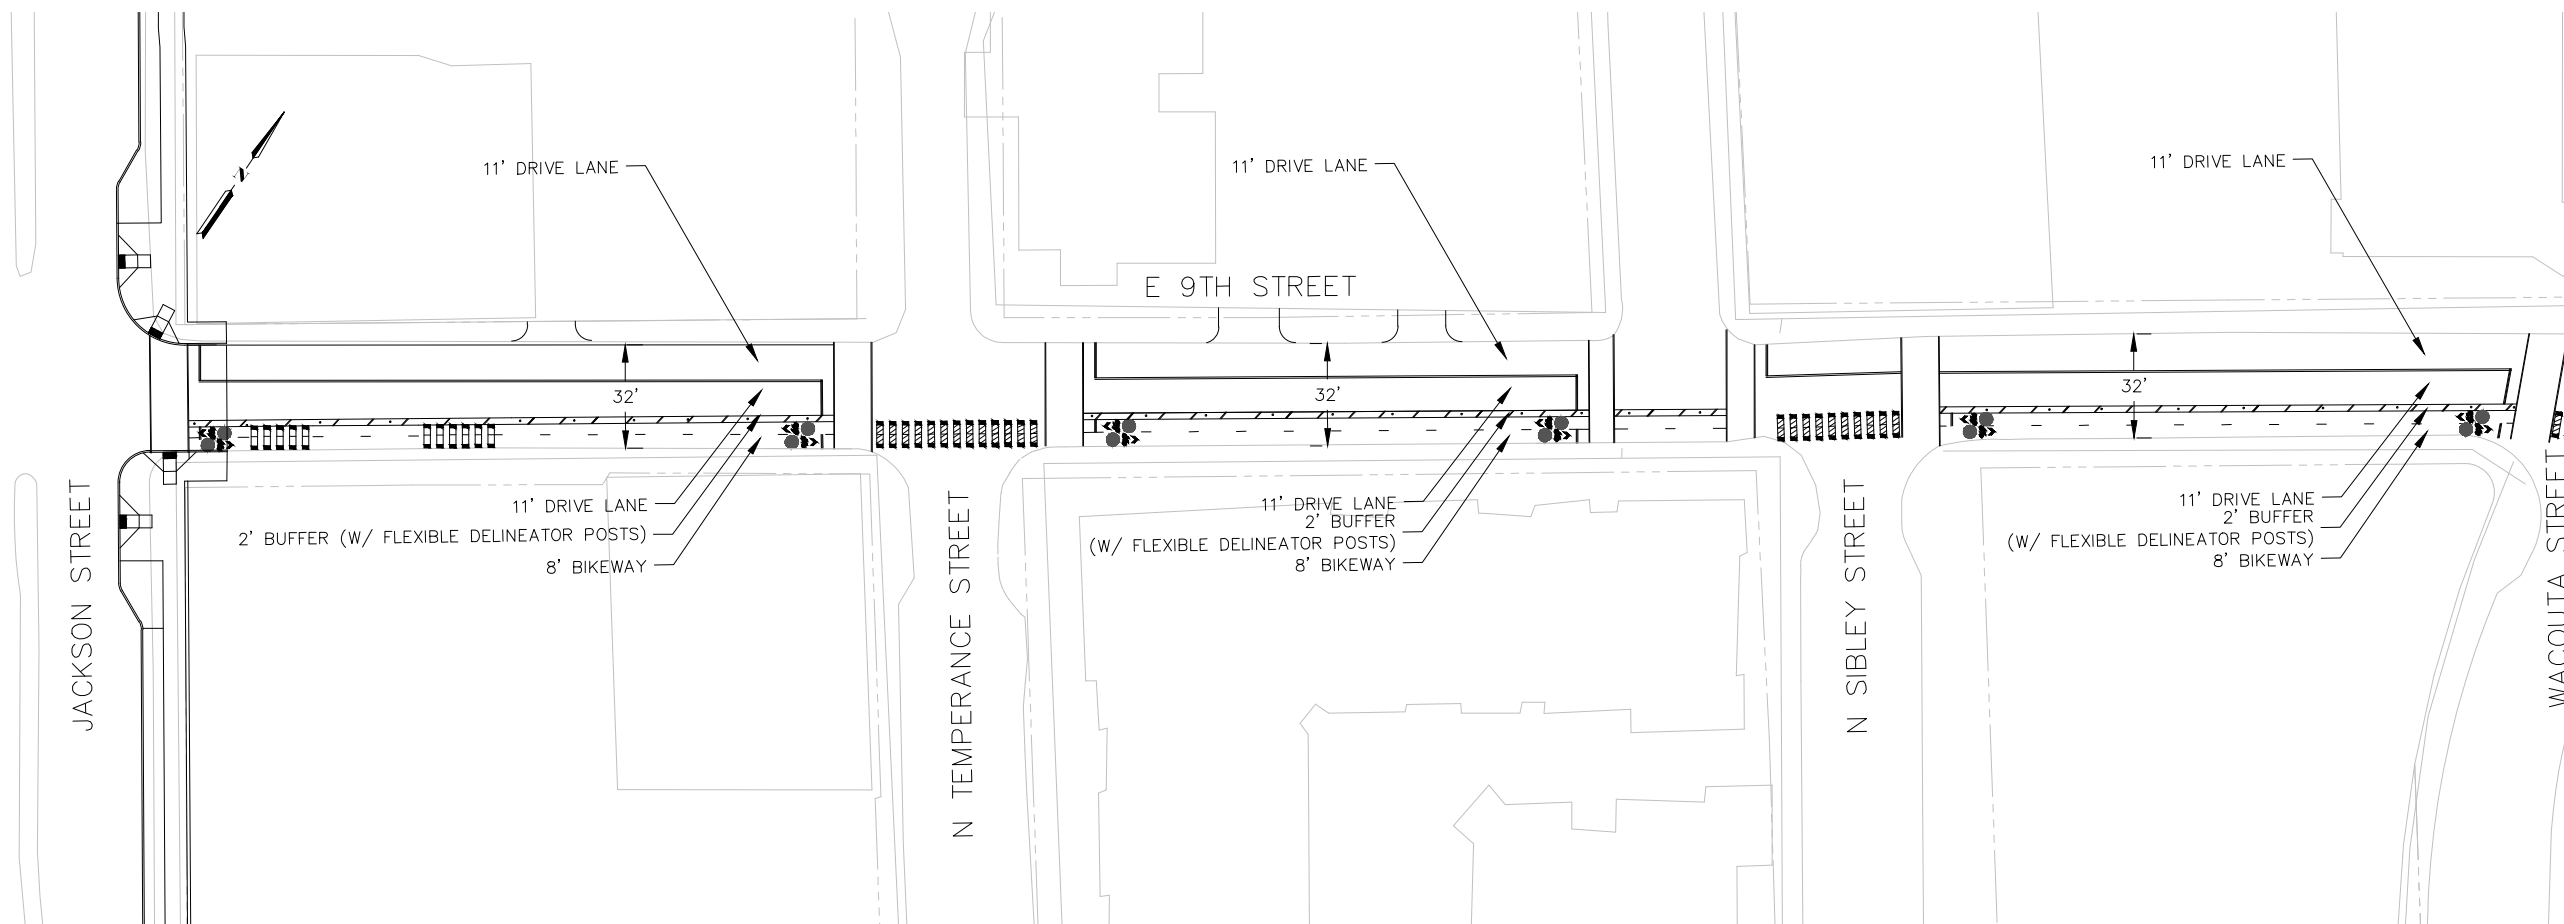 11' DRIVE LANE
11' DRIVE LANE
11' DRIVE LANE
N
E 9TH STREET
32'
32'
32'
11' DRIVE LANE
2' BUFFER (W/ FLEXIBLE DELINEATOR POSTS)
8' BIKEWAY
11' DRIVE LANE
2' BUFFER
(W/ FLEXIBLE DELINEATOR POSTS)
8' BIKEWAY
11' DRIVE LANE
2' BUFFER
(W/ FLEXIBLE DELINEATOR POSTS)
8' BIKEWAY
JACKSON STREET
N TEMPERANCE STREET
N SIBLEY STREET
WACOUTA STREET